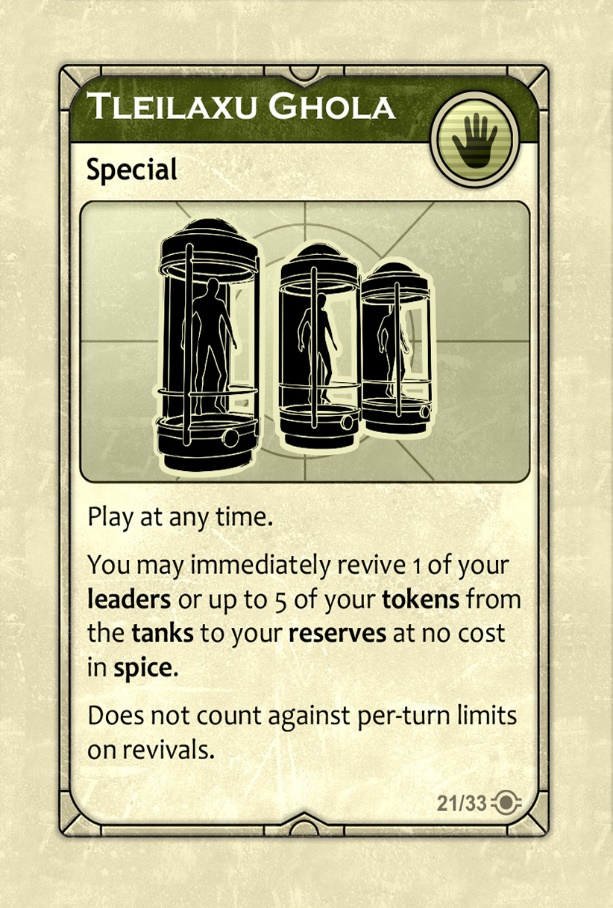 Tleilaxu Ghola
Special
Play at any time.
You may immediately revive 1 of your
leaders or up to 5 of your tokens from
the tanks to your reserves at no cost
in spice.
Does not count against per-turn limits
on revivals.
21/33